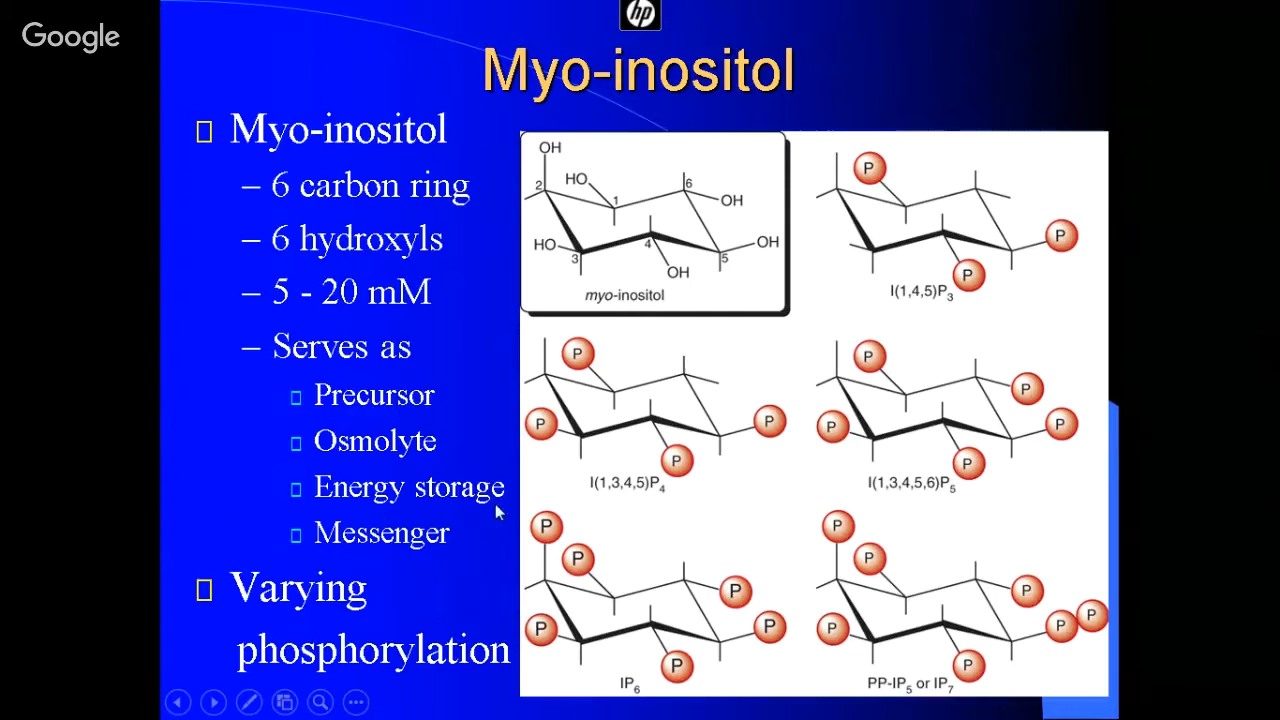 Google
hp
Myo-inositol
Myo-inositol
– 6 carbon ring
– 6 hydroxyls
– 5 - 20 mM
– Serves as
Precursor
Osmolyte
Energy storage
Messenger
Varying
phosphorylation
OH
2
HO
1
6
OH
HO
3
4
OH
5
OH
myo-inositol
P
P
P
I(1,4,5)P3
P
P
P
P
I(1,3,4,5)P4
P
P
P
P
P
I(1,3,4,5,6)P5
P
P
P
P
P
P
IP6
P
P
P
P
P
P
P
PP-IP5 or IP7